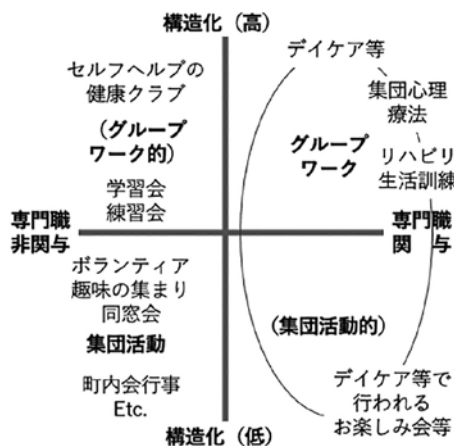 構造化（高）
デイケア等
セルフヘルプの
健康クラブ
集団心理
療法
（グループ
ワーク的）
グループ
ワーク
リハビリ
生活訓練
学習会
練習会
専門職
非関与
専門職
関　与
ボランティア
趣味の集まり
同窓会
集団活動
（集団活動的）
町内会行事
Etc.
デイケア等で
行われる
お楽しみ会等
構造化（低）